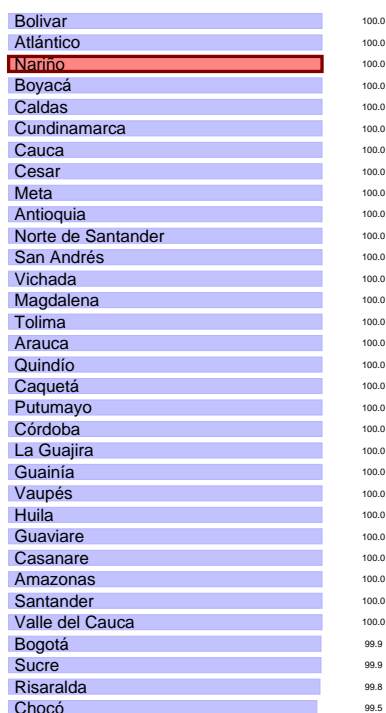 Bolivar 100.0
Atlántico 100.0
Nariño 100.0
Boyacá 100.0
Caldas 100.0
Cundinamarca 100.0
Cauca 100.0
Cesar 100.0
Meta 100.0
Antioquia 100.0
Norte de Santander 100.0
San Andrés 100.0
Vichada 100.0
Magdalena 100.0
Tolima 100.0
Arauca 100.0
Quindío 100.0
Caquetá 100.0
Putumayo 100.0
Córdoba 100.0
La Guajira 100.0
Guainía 100.0
Vaupés 100.0
Huila 100.0
Guaviare 100.0
Casanare 100.0
Amazonas 100.0
Santander 100.0
Valle del Cauca 100.0
Bogotá 99.9
Sucre 99.9
Risaralda 99.8
Chocó 99.5